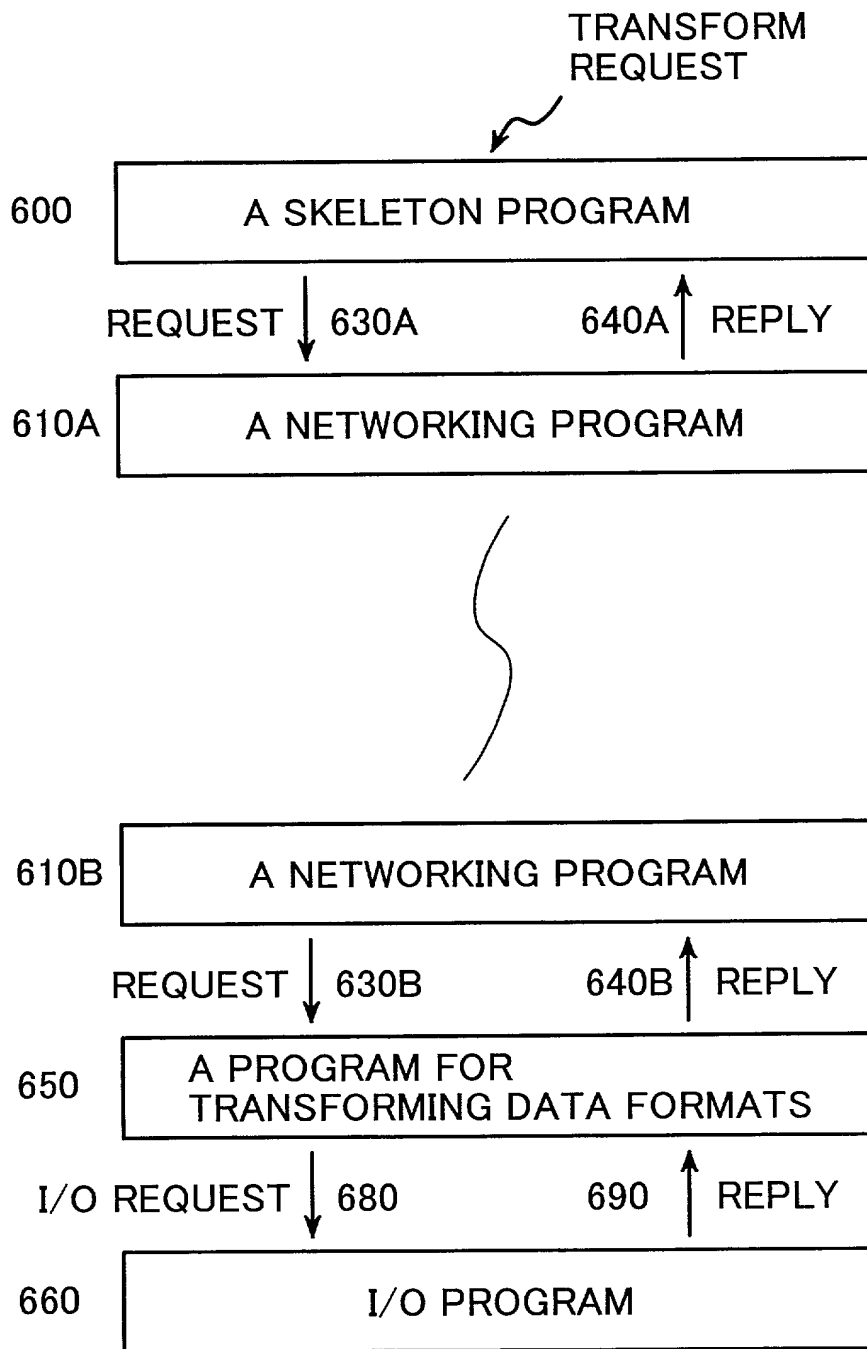 TRANSFORM
REQUEST
600 A SKELETON PROGRAM
REQUEST 630A 640A REPLY
610A A NETWORKING PROGRAM
610B A NETWORKING PROGRAM
REQUEST 630B 640B REPLY
650 A PROGRAM FOR
TRANSFORMING DATA FORMATS
I/O REQUEST 680 690 REPLY
660 I/O PROGRAM